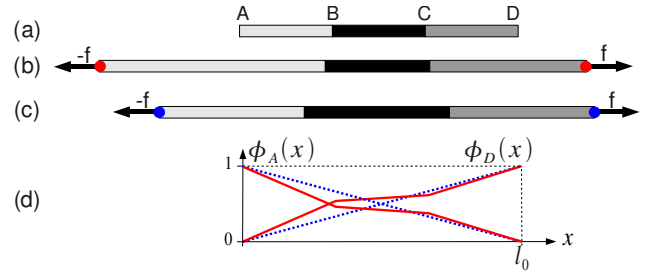 A B C D
(a)
(b) -f f
(c) -f f
ϕ_A(x) ϕ_D(x)
1
(d)
0 x
l_0